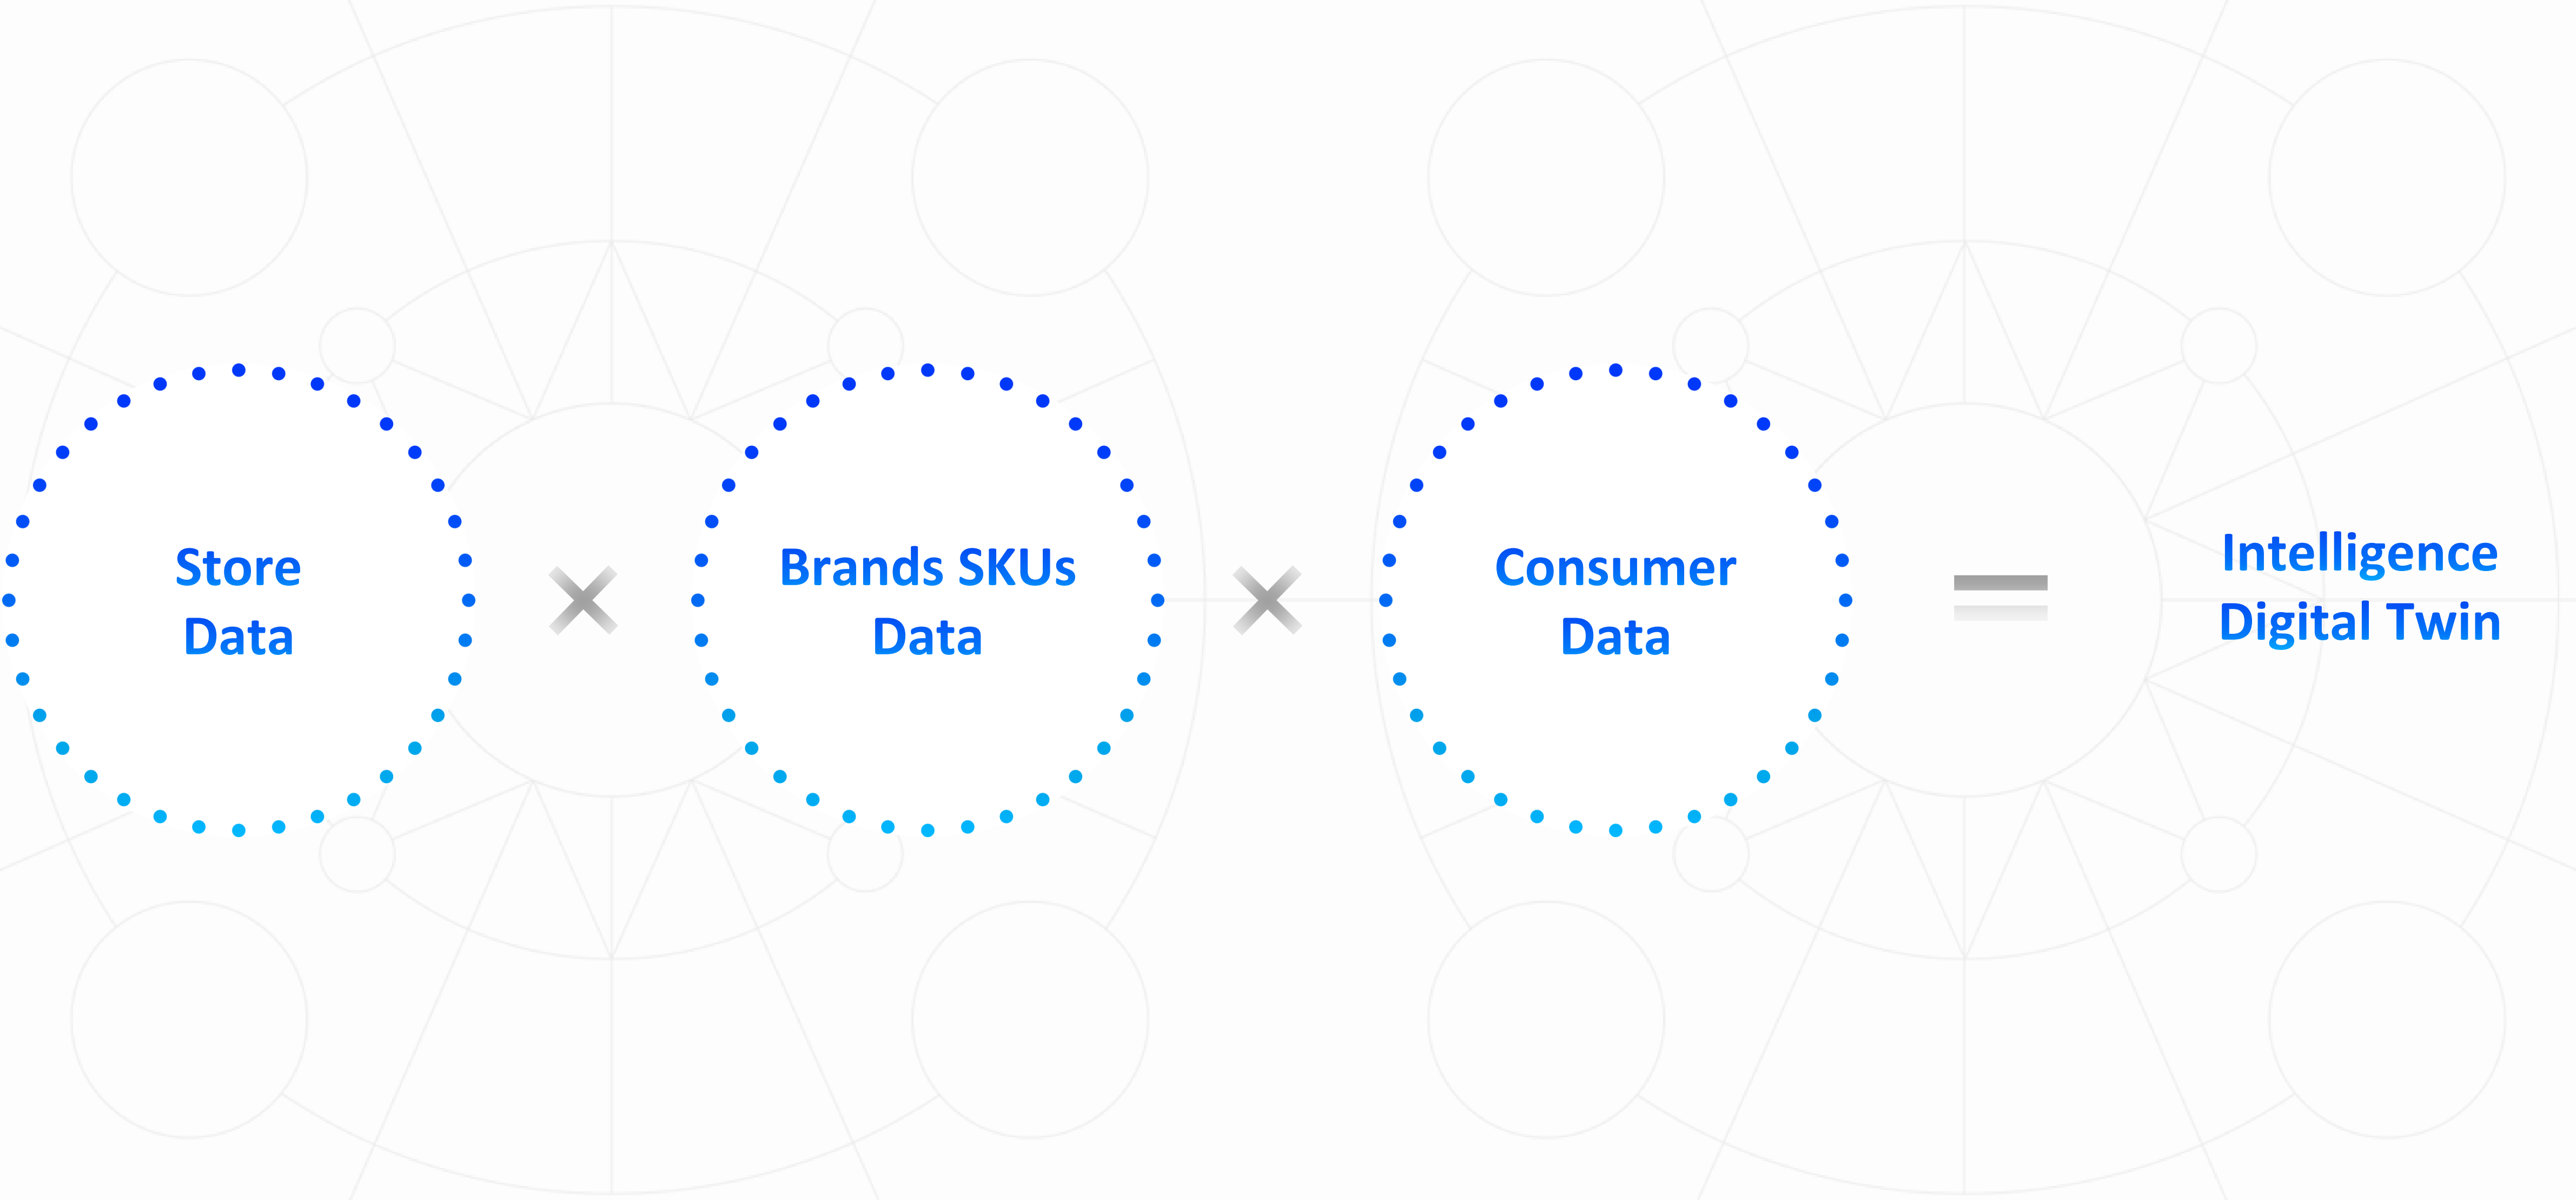 Store
Data
×
Brands SKUs
Data
×
Consumer
Data
=
Intelligence
Digital Twin